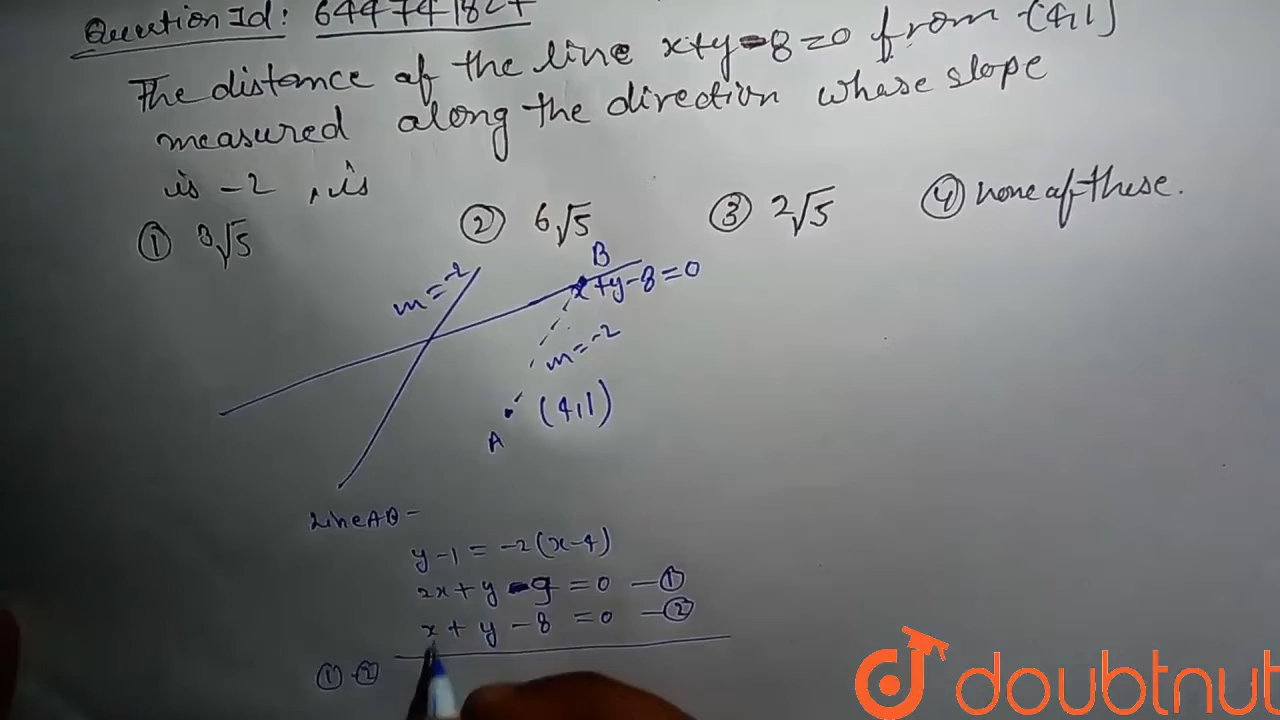 Question Id:
The distance of the line x+y-8=0 from (4,1)
measured along the direction whose slope
is -2, is
① 3√5 ② 6√5 ③ 2√5 ④ none of these.
m=-2
B
x+y-8=0
m=-2
(4,1)
A
Line AB-
y-1=-2(x-4)
2x+y-9=0 -①
x+y-8=0 -②
①-②
doubtnut